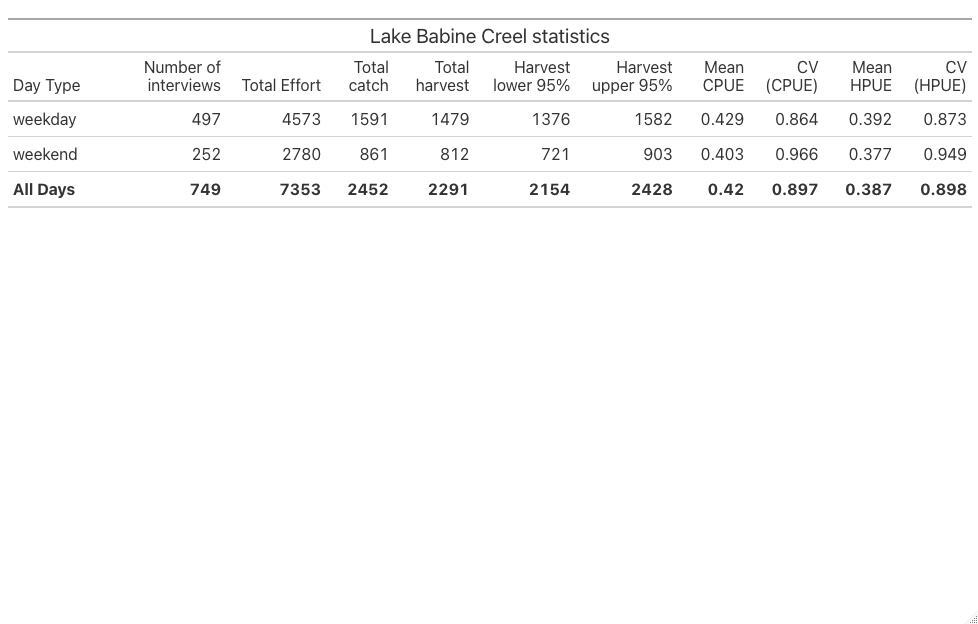 Lake Babine Creel statistics
Day Type Number of interviews Total Effort Total catch Total harvest Harvest lower 95% Harvest upper 95% Mean CPUE CV (CPUE) Mean HPUE CV (HPUE)
weekday 497 4573 1591 1479 1376 1582 0.429 0.864 0.392 0.873
weekend 252 2780 861 812 721 903 0.403 0.966 0.377 0.949
All Days 749 7353 2452 2291 2154 2428 0.42 0.897 0.387 0.898